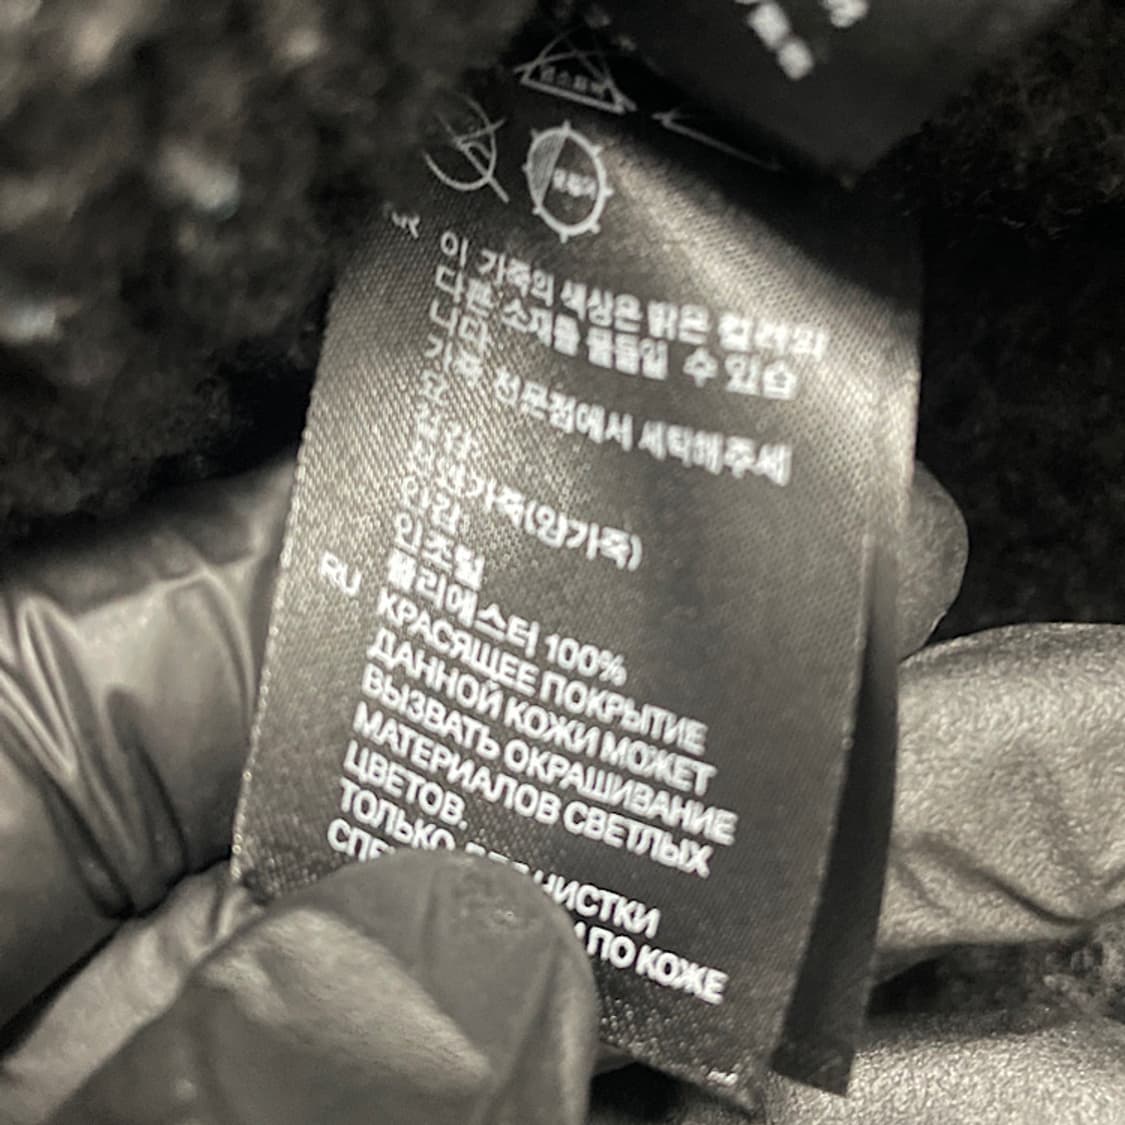 이 가죽의 색상은 밝은 컬러의
다른 소재를 물들일 수 있습
니다
가죽 전문점에서 세탁해주세
요
겉감
양가죽(양가죽)
안감
인조털
폴리에스터 100%
RU КРАСЯЩЕЕ ПОКРЫТИЕ
ДАННОЙ КОЖИ МОЖЕТ
ВЫЗВАТЬ ОКРАШИВАНИЕ
МАТЕРИАЛОВ СВЕТЛЫХ
ЦВЕТОВ.
ТОЛЬКО ЧИСТКИ
ПО КОЖЕ